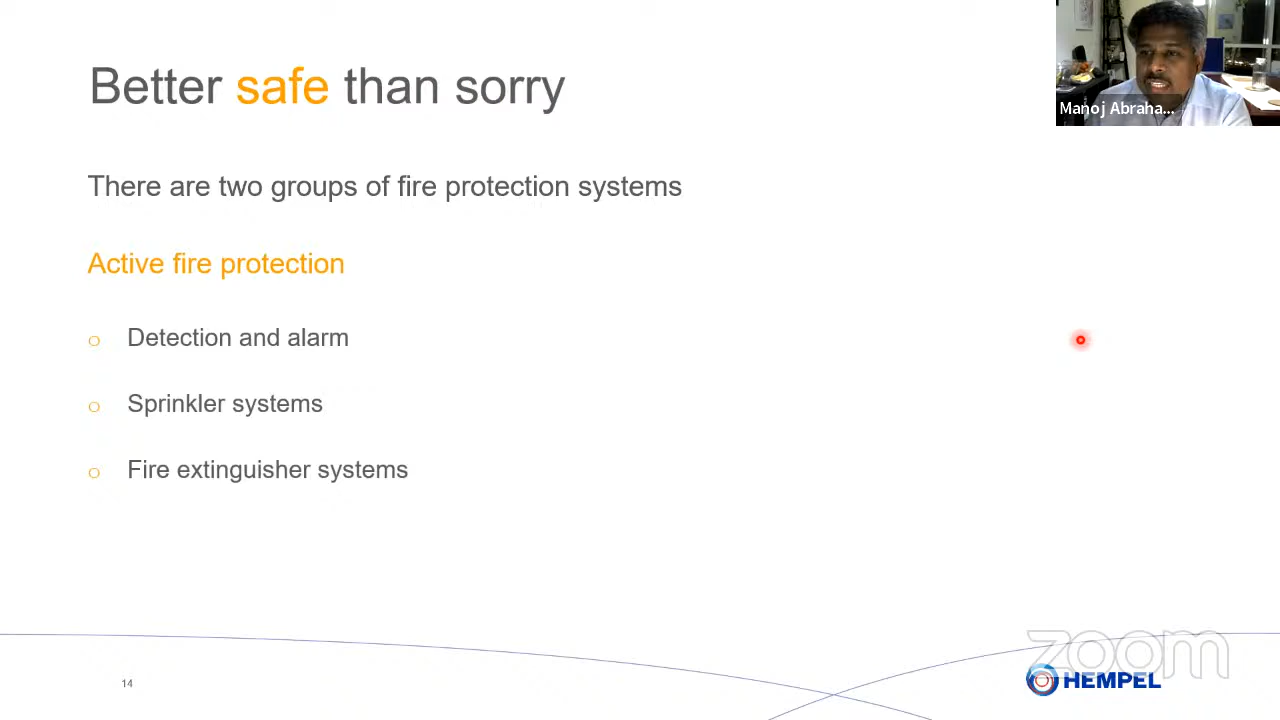 Better safe than sorry
Manoj Abraha...
There are two groups of fire protection systems
Active fire protection
o Detection and alarm
o Sprinkler systems
o Fire extinguisher systems
zoom
14
HEMPEL